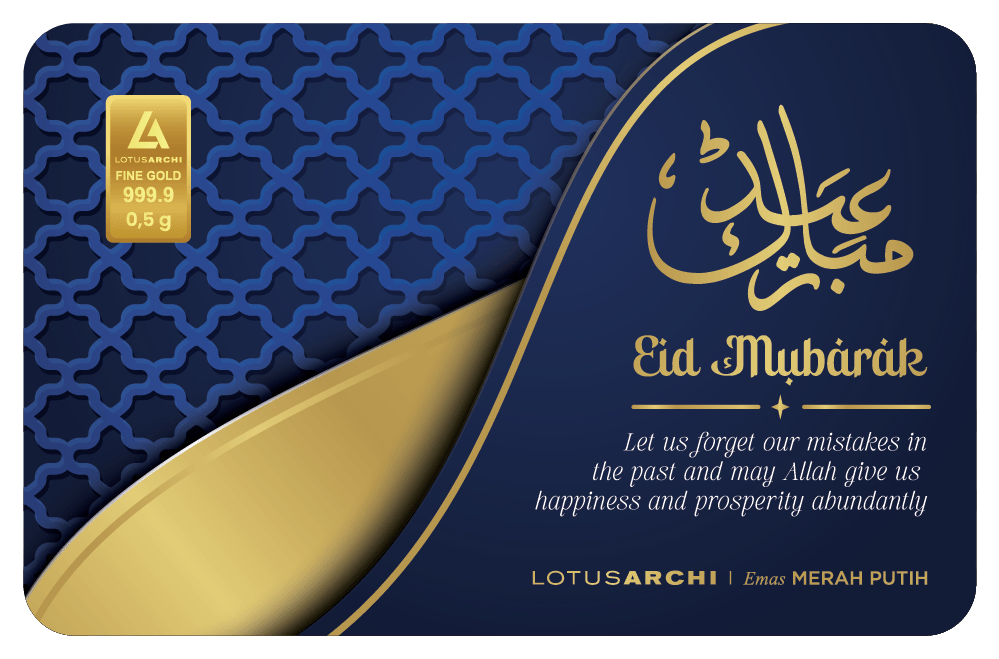 LOTUSARCHI
FINE GOLD
999.9
0,5 g
عيد
مبارك
Eid Mubarak
Let us forget our mistakes in
the past and may Allah give us
happiness and prosperity abundantly
LOTUSARCHI | Emas MERAH PUTIH